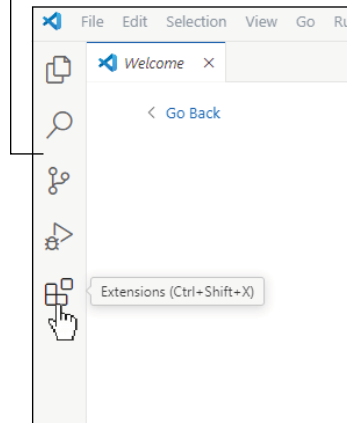 File Edit Selection View Go Ru
Welcome
Go Back
Extensions (Ctrl+Shift+X)